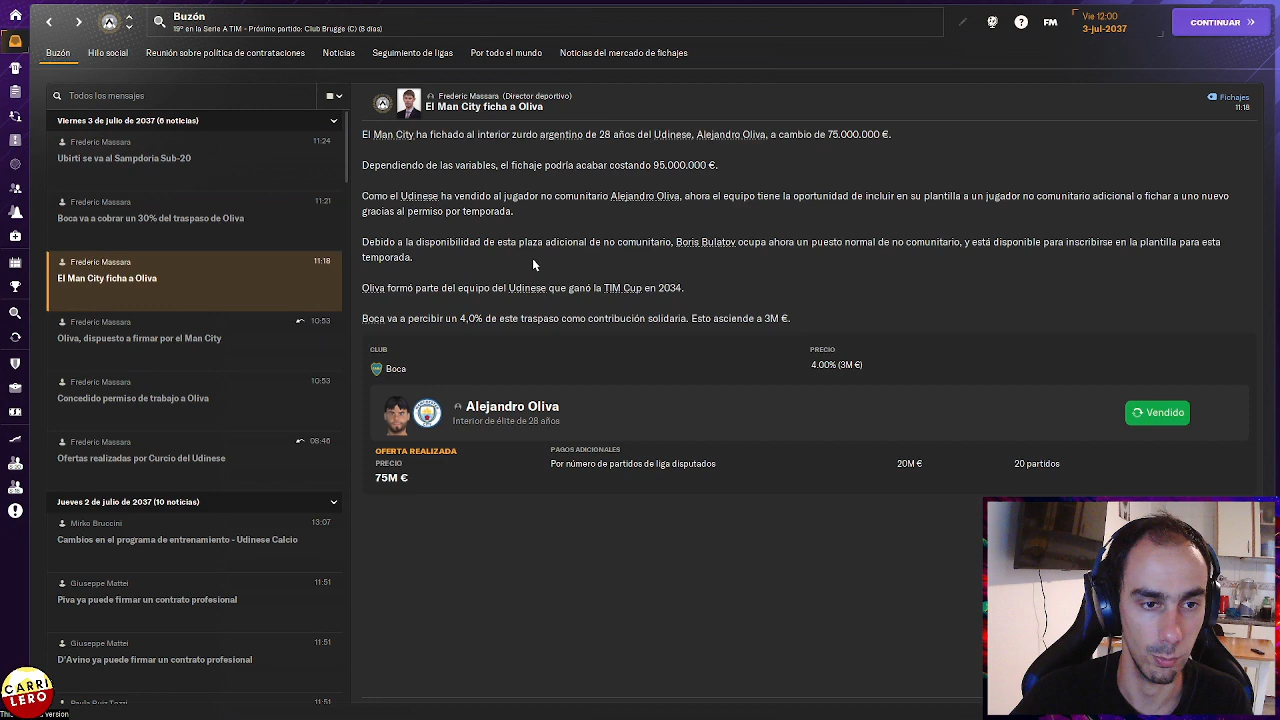 Buzón
19º en la Serie A TIM - Próximo partido: Club Brugge (C) (8 días)
FM
Vie 12:00
3-jul-2037
CONTINUAR
Buzón
Hilo social
Reunión sobre política de contrataciones
Noticias
Seguimiento de ligas
Por todo el mundo
Noticias del mercado de fichajes
Todos los mensajes
Viernes 3 de julio de 2037 (6 noticias)
Frederic Massara
11:24
Ubirti se va al Sampdoria Sub-20
Frederic Massara
11:21
Boca va a cobrar un 30% del traspaso de Oliva
Frederic Massara
11:18
El Man City ficha a Oliva
Frederic Massara
10:53
Oliva, dispuesto a firmar por el Man City
Frederic Massara
10:53
Concedido permiso de trabajo a Oliva
Frederic Massara
08:46
Ofertas realizadas por Curcio del Udinese
Jueves 2 de julio de 2037 (10 noticias)
Mirko Bruccini
13:07
Cambios en el programa de entrenamiento - Udinese Calcio
Giuseppe Mattei
11:51
Piva ya puede firmar un contrato profesional
Giuseppe Mattei
11:51
D'Avino ya puede firmar un contrato profesional
11:51
Frederic Massara (Director deportivo)
El Man City ficha a Oliva
Fichajes
11:18
El Man City ha fichado al interior zurdo argentino de 28 años del Udinese, Alejandro Oliva, a cambio de 75.000.000 €.
Dependiendo de las variables, el fichaje podría acabar costando 95.000.000 €.
Como el Udinese ha vendido al jugador no comunitario Alejandro Oliva, ahora el equipo tiene la oportunidad de incluir en su plantilla a un jugador no comunitario adicional o fichar a uno nuevo
gracias al permiso por temporada.
Debido a la disponibilidad de esta plaza adicional de no comunitario, Boris Bulatov ocupa ahora un puesto normal de no comunitario, y está disponible para inscribirse en la plantilla para esta
temporada.
Oliva formó parte del equipo del Udinese que ganó la TIM Cup en 2034.
Boca va a percibir un 4,0% de este traspaso como contribución solidaria. Esto asciende a 3M €.
CLUB
PRECIO
Boca
4.00% (3M €)
Alejandro Oliva
Interior de élite de 28 años
Vendido
OFERTA REALIZADA
PAGOS ADICIONALES
PRECIO
Por número de partidos de liga disputados
20M €
20 partidos
75M €
CARRI
LERO
version